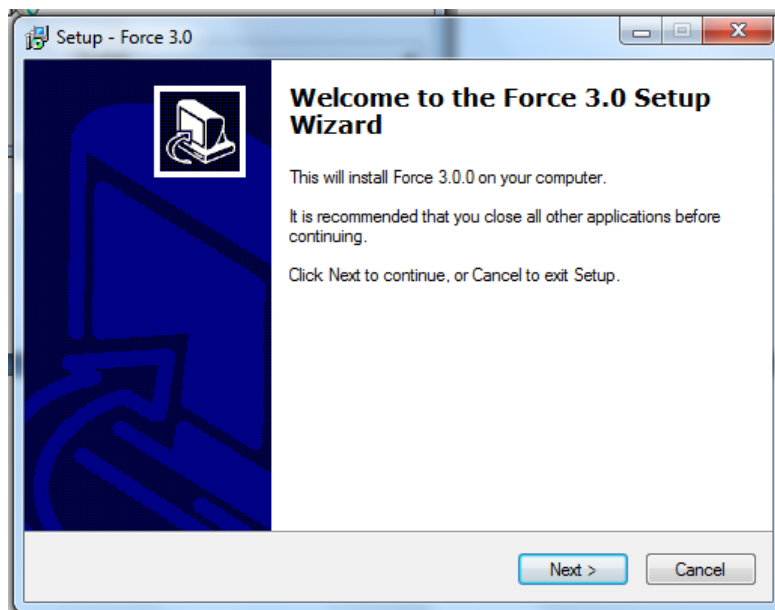 Setup - Force 3.0
Welcome to the Force 3.0 Setup
Wizard
This will install Force 3.0.0 on your computer.
It is recommended that you close all other applications before
continuing.
Click Next to continue, or Cancel to exit Setup.
Next >
Cancel